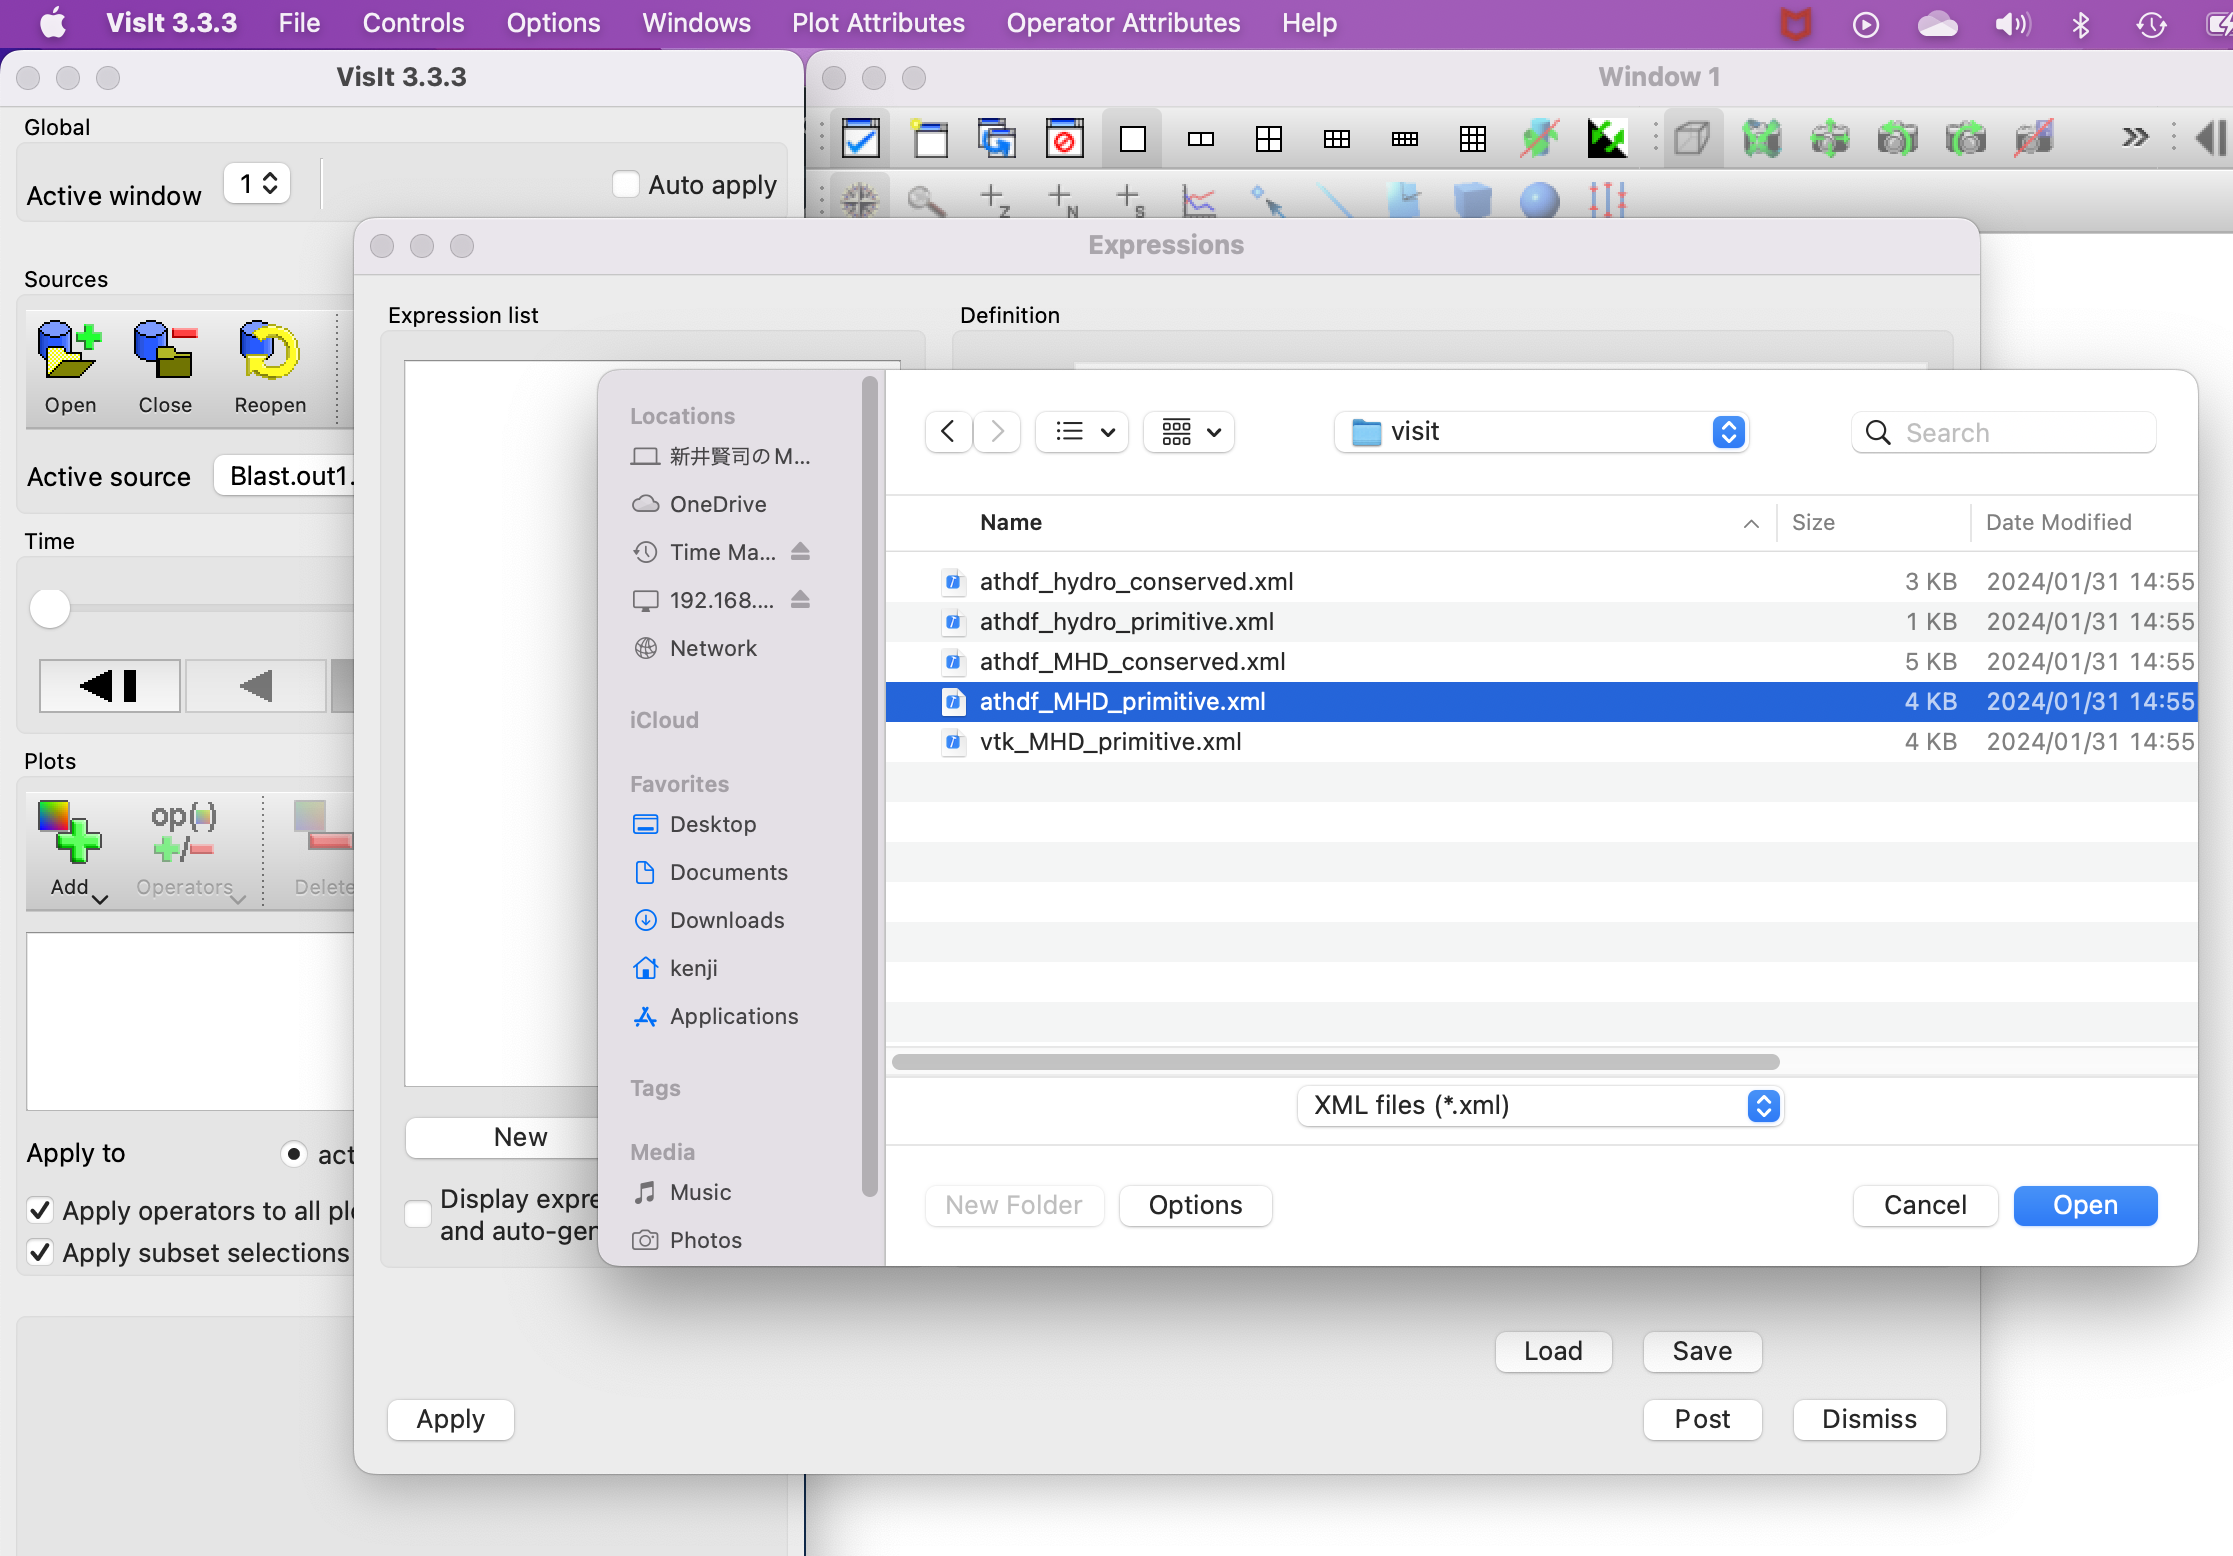 VisIt 3.3.3 File Controls Options Windows Plot Attributes Operator Attributes Help
VisIt 3.3.3
Window 1
Global
Active window 1 Auto apply
Sources
Open Close Reopen
Active source Blast.out1.
Time
Plots
op()
+/-
Add Operators Delete
Apply to act
Apply operators to all plo
Apply subset selections
Z N S
Expressions
Expression list
Definition
New
Display expre
and auto-gen
Load Save
Apply Post Dismiss
Locations
新井賢司のM...
OneDrive
Time Ma...
192.168....
Network
iCloud
Favorites
Desktop
Documents
Downloads
kenji
Applications
Tags
Media
Music
Photos
visit
Search
Name Size Date Modified
athdf_hydro_conserved.xml 3 KB 2024/01/31 14:55
athdf_hydro_primitive.xml 1 KB 2024/01/31 14:55
athdf_MHD_conserved.xml 5 KB 2024/01/31 14:55
athdf_MHD_primitive.xml 4 KB 2024/01/31 14:55
vtk_MHD_primitive.xml 4 KB 2024/01/31 14:55
XML files (*.xml)
New Folder Options Cancel Open